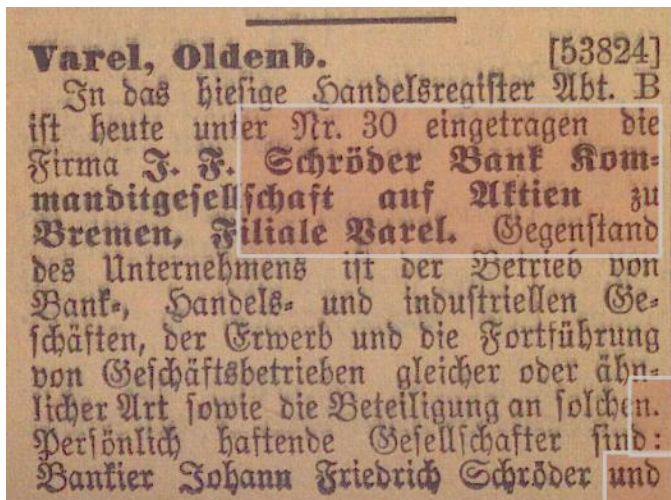 Varel, Oldenb. [53824]
In das hiesige Handelsregister Abt. B
ist heute unter Nr. 30 eingetragen die
Firma J. F. Schröder Bank Kom-
manditgesellschaft auf Aktien zu
Bremen, Filiale Varel. Gegenstand
des Unternehmens ist der Betrieb von
Bank-, Handels- und industriellen Ge-
schäften, der Erwerb und die Fortführung
von Geschäftsbetrieben gleicher oder ähn-
licher Art sowie die Beteiligung an solchen.
Persönlich haftende Gesellschafter sind:
Bankier Johann Friedrich Schröder und